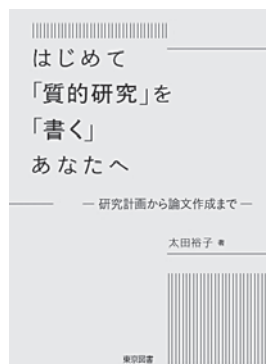 はじめて
「質的研究」を
「書く」
あなたへ
― 研究計画から論文作成まで ―
太田裕子 著
東京図書